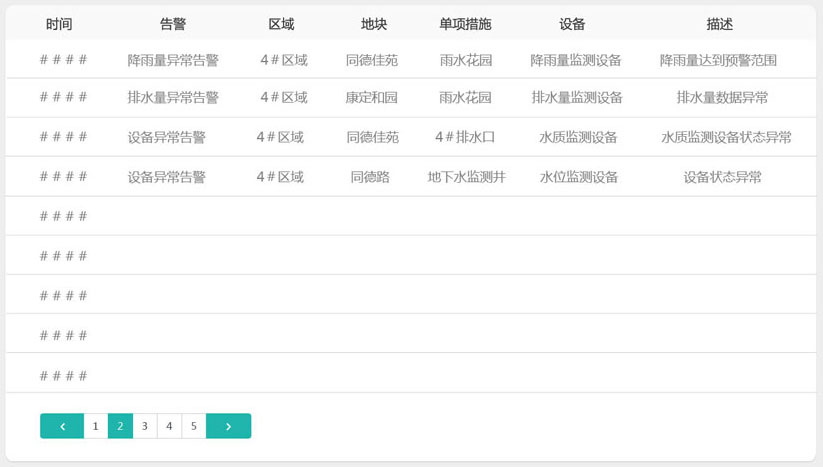 时间 告警 区域 地块 单项措施 设备 描述
# # # # 降雨量异常告警 4＃区域 同德佳苑 雨水花园 降雨量监测设备 降雨量达到预警范围
# # # # 排水量异常告警 4＃区域 康定和园 雨水花园 排水量监测设备 排水量数据异常
# # # # 设备异常告警 4＃区域 同德佳苑 4＃排水口 水质监测设备 水质监测设备状态异常
# # # # 设备异常告警 4＃区域 同德路 地下水监测井 水位监测设备 设备状态异常
# # # #
# # # #
# # # #
# # # #
# # # #
‹ 1 2 3 4 5 ›